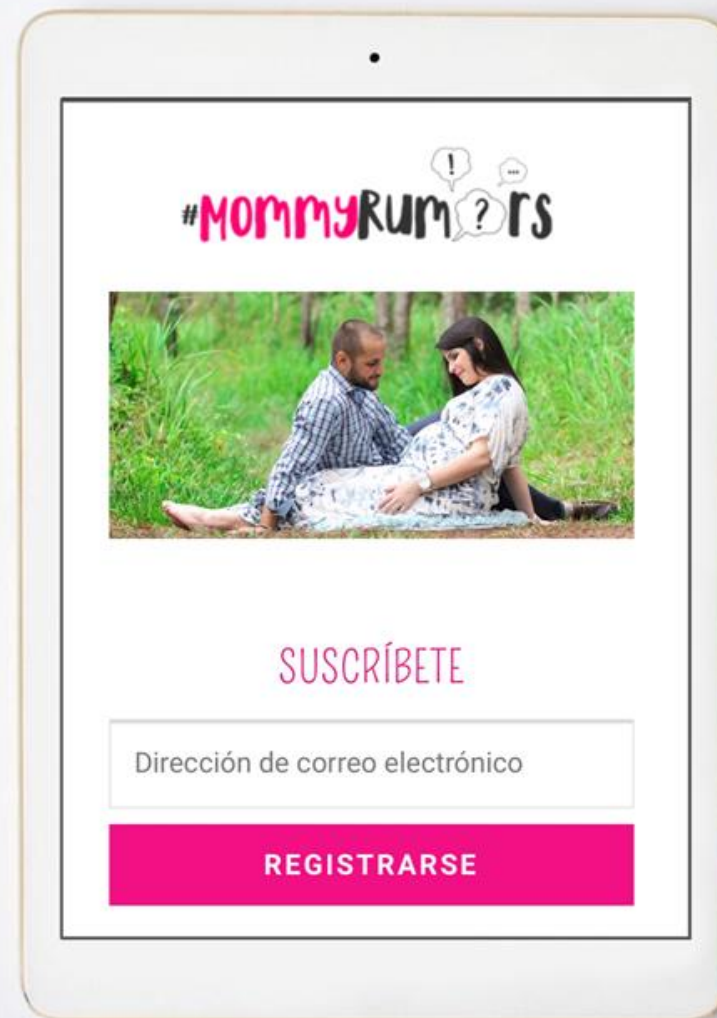 #MOMMYRUM?RS
!
...
SUSCRÍBETE
Dirección de correo electrónico
REGISTRARSE